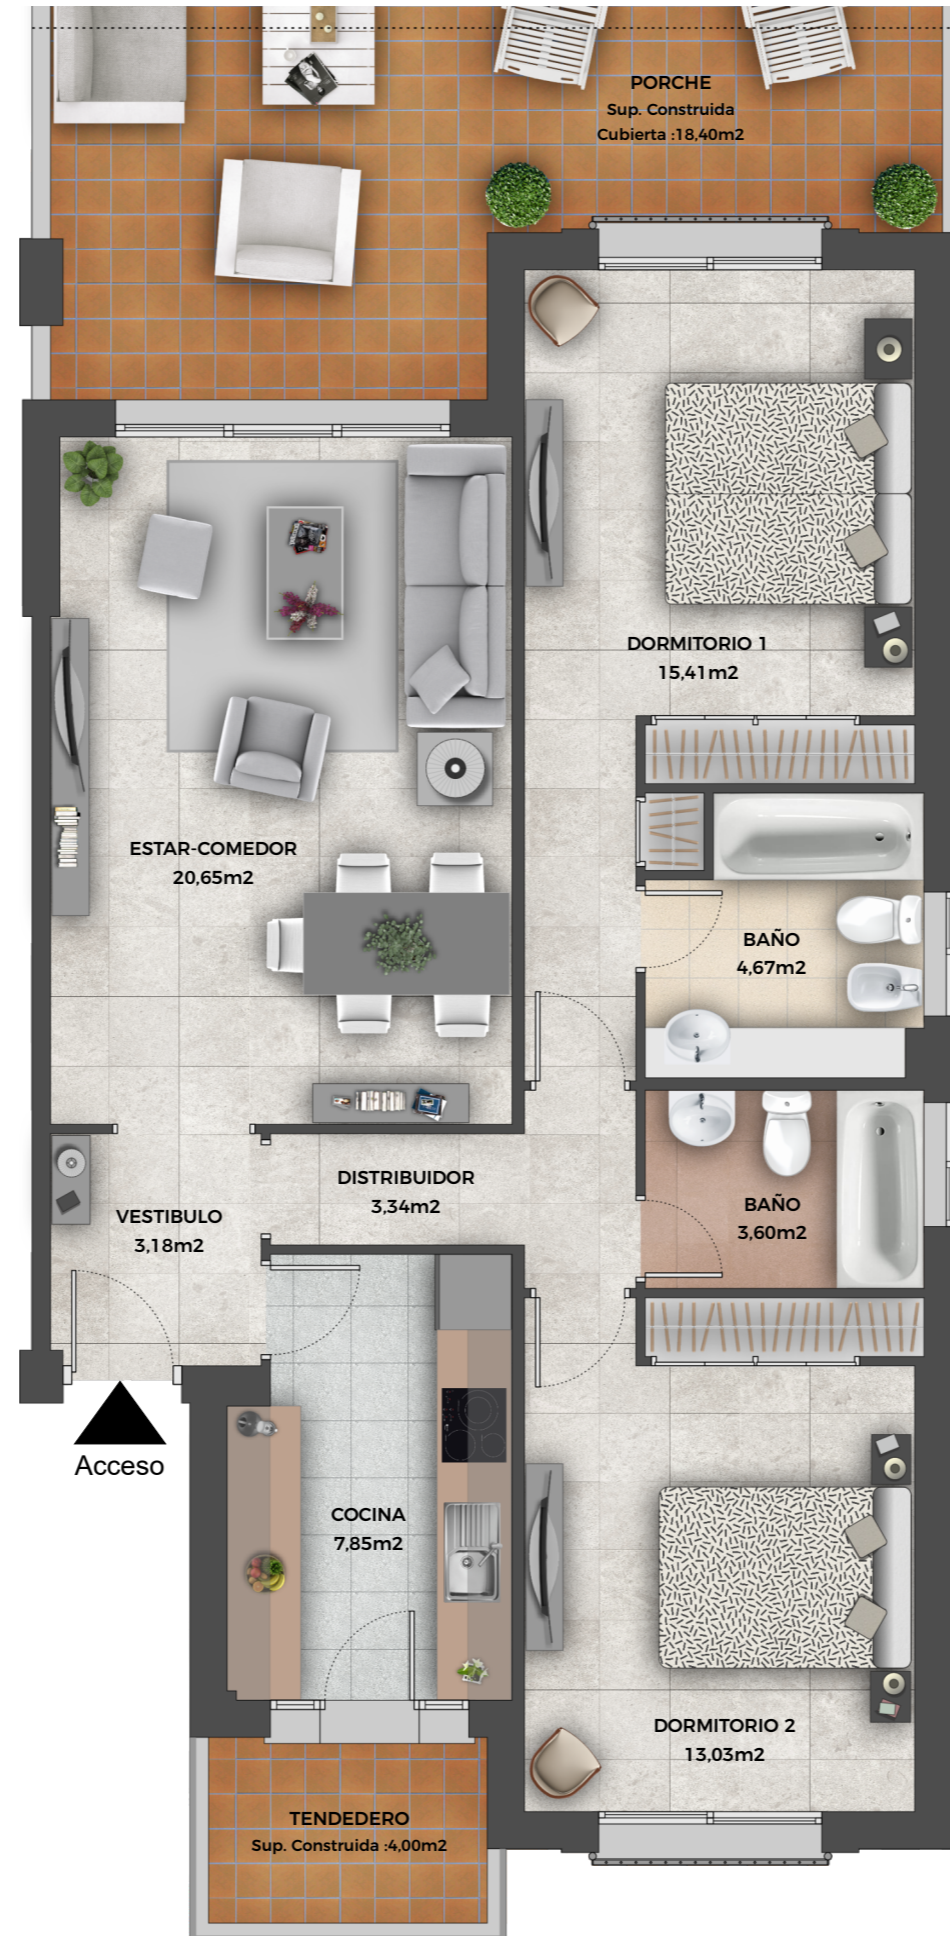 PORCHE
Sup. Construida
Cubierta :18,40m2
DORMITORIO 1
15,41m2
ESTAR-COMEDOR
20,65m2
BAÑO
4,67m2
DISTRIBUIDOR
3,34m2
VESTIBULO
3,18m2
BAÑO
3,60m2
Acceso
COCINA
7,85m2
DORMITORIO 2
13,03m2
TENDEDERO
Sup. Construida :4,00m2